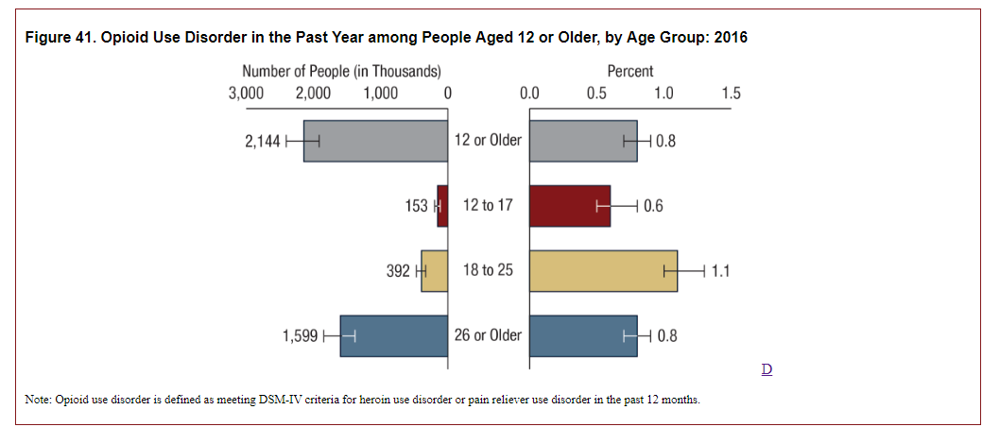 Figure 41. Opioid Use Disorder in the Past Year among People Aged 12 or Older, by Age Group: 2016
Number of People (in Thousands) Percent
3,000 2,000 1,000 0 0.0 0.5 1.0 1.5
2,144 12 or Older 0.8
153 12 to 17 0.6
392 18 to 25 1.1
1,599 26 or Older 0.8
D
Note: Opioid use disorder is defined as meeting DSM-IV criteria for heroin use disorder or pain reliever use disorder in the past 12 months.